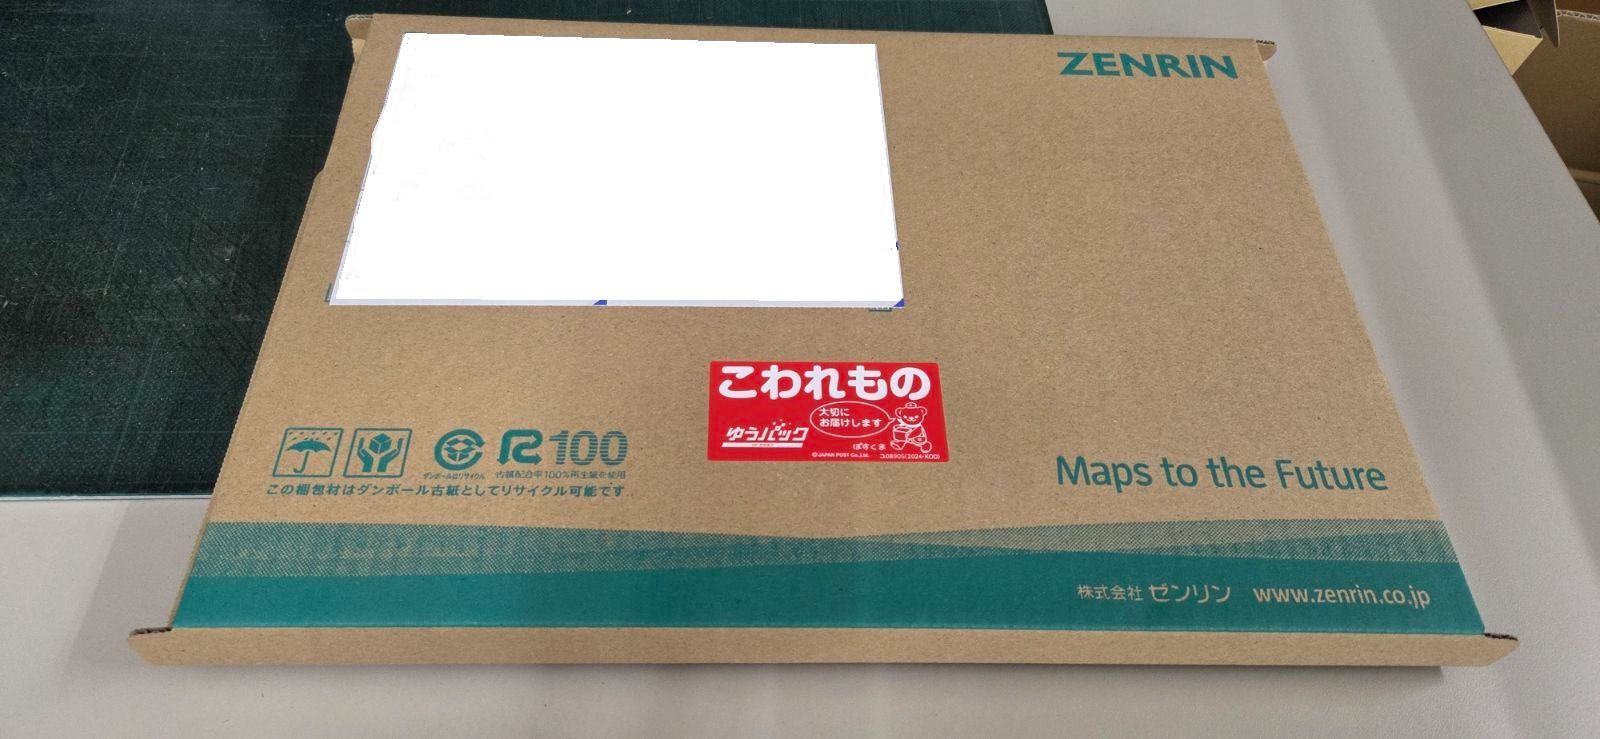 ZENRIN
こわれもの
大切に
お届けします
ゆうパック
ぽすくま
©JAPAN POST Co.,Ltd.
R100
ダンボールはリサイクル
古紙配合率100%再生紙を使用
この梱包材はダンボール古紙としてリサイクル可能です
Maps to the Future
株式会社 ゼンリン www.zenrin.co.jp